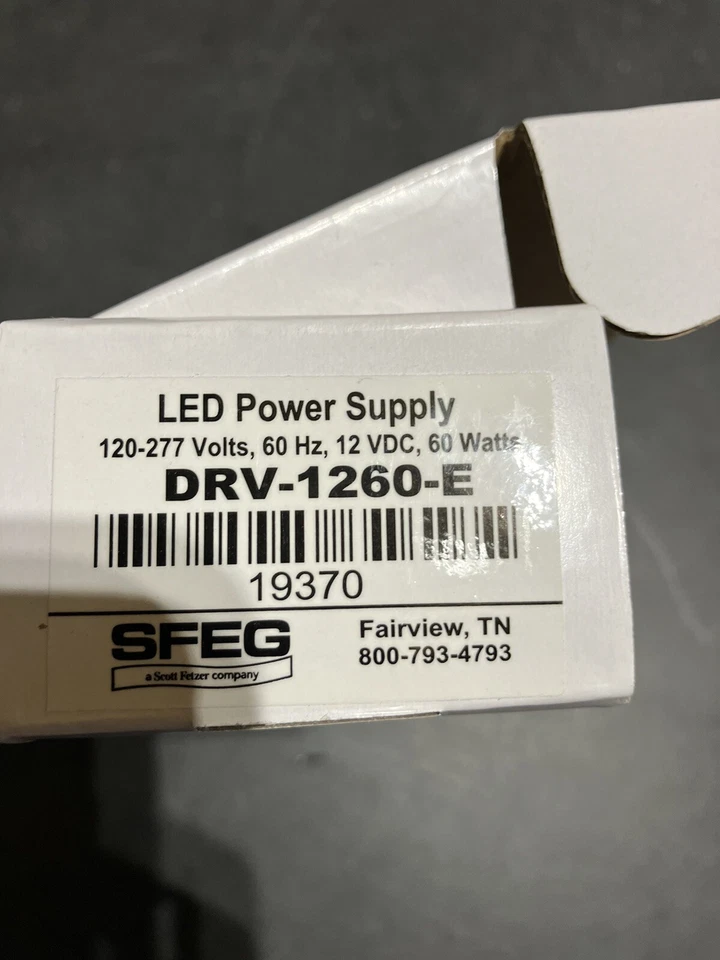 LED Power Supply
120-277 Volts, 60 Hz, 12 VDC, 60 Watts
DRV-1260-E
19370
SFEG
a Scott Fetzer company
Fairview, TN
800-793-4793